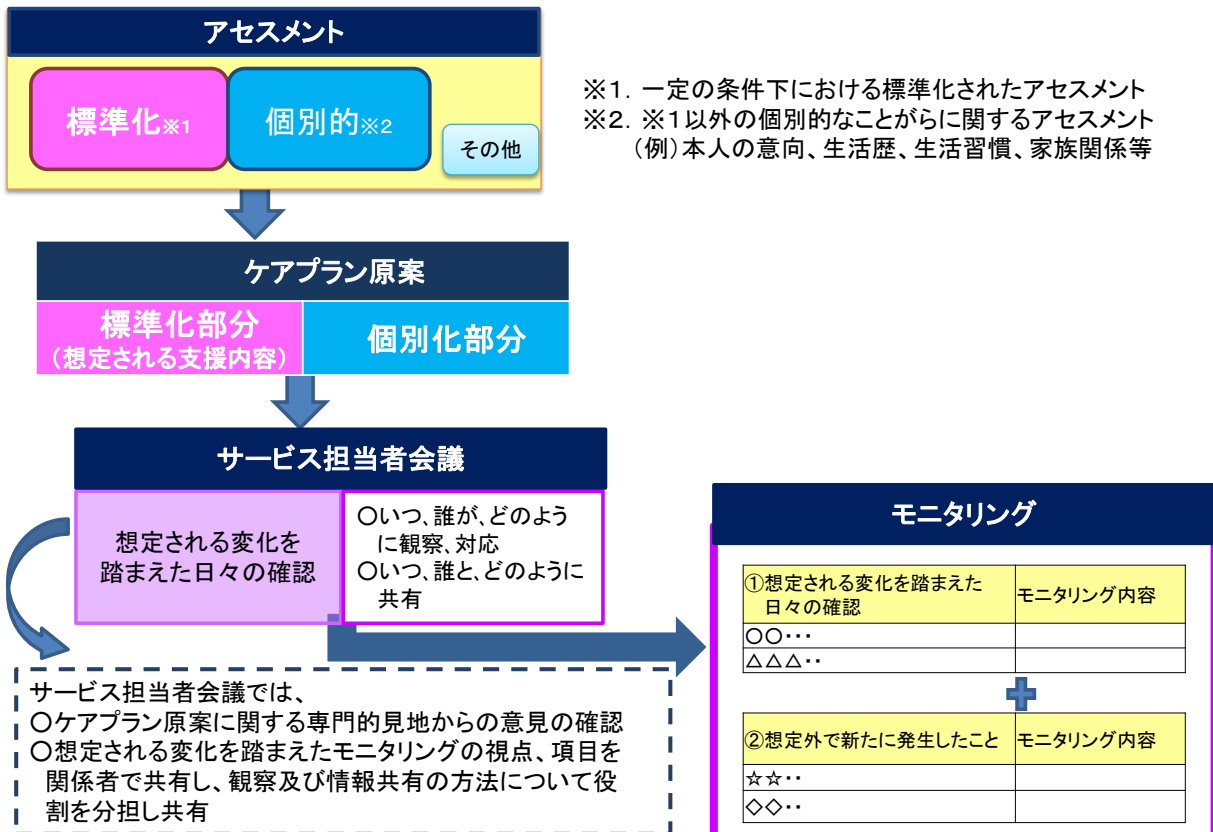 アセスメント
標準化※1
個別的※2
その他
※1. 一定の条件下における標準化されたアセスメント
※2. ※1以外の個別的なことがらに関するアセスメント
(例)本人の意向、生活歴、生活習慣、家族関係等
ケアプラン原案
標準化部分
(想定される支援内容)
個別化部分
サービス担当者会議
想定される変化を
踏まえた日々の確認
○いつ、誰が、どのよう
に観察、対応
○いつ、誰と、どのように
共有
サービス担当者会議では、
○ケアプラン原案に関する専門的見地からの意見の確認
○想定される変化を踏まえたモニタリングの視点、項目を
関係者で共有し、観察及び情報共有の方法について役
割を分担し共有
モニタリング
①想定される変化を踏まえた
日々の確認
モニタリング内容
○○・・・
△△△・・
②想定外で新たに発生したこと
モニタリング内容
☆☆・・
◇◇・・